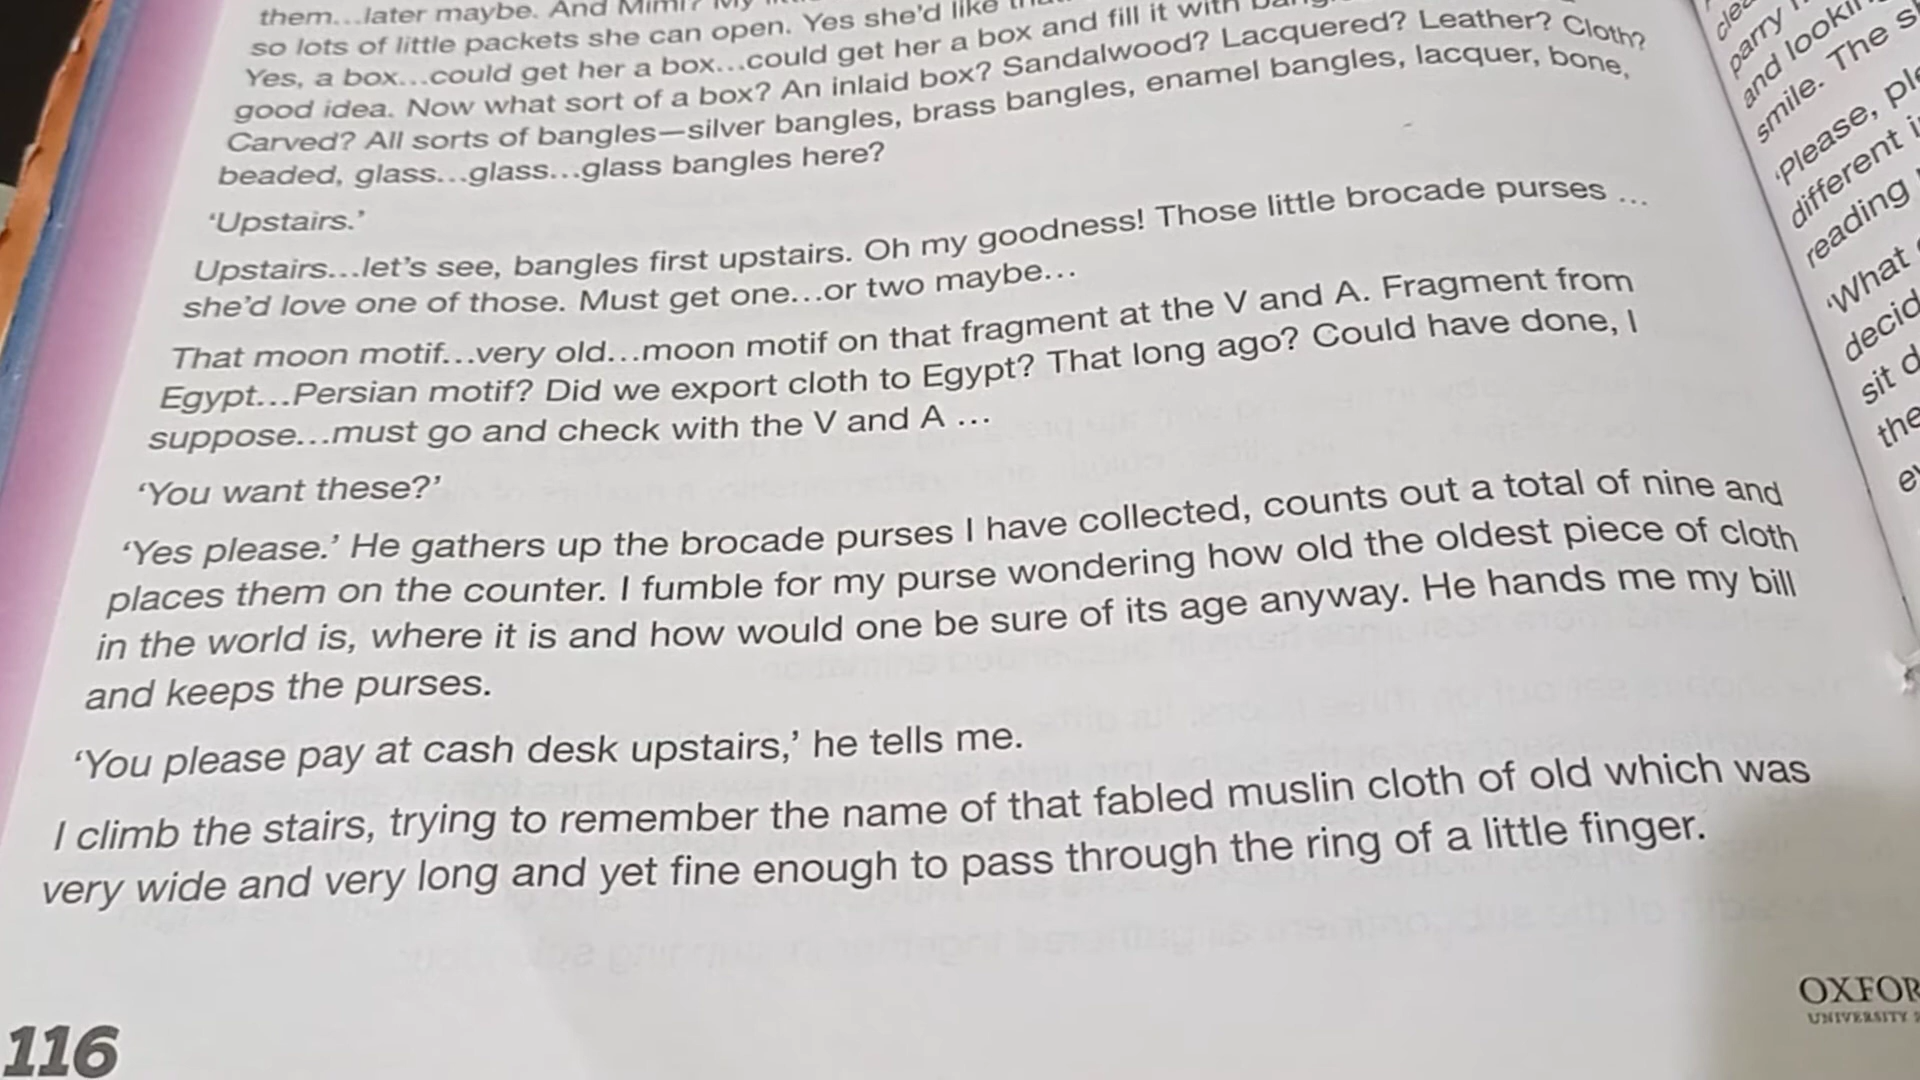 them...later maybe. And Mimi? My
so lots of little packets she can open. Yes she'd like
Yes, a box...could get her a box...could get her a box and fill it with
good idea. Now what sort of a box? An inlaid box? Sandalwood? Lacquered? Leather? Cloth?
Carved? All sorts of bangles—silver bangles, brass bangles, enamel bangles, lacquer, bone,
beaded, glass...glass...glass bangles here?
'Upstairs.'
Upstairs...let's see, bangles first upstairs. Oh my goodness! Those little brocade purses ...
she'd love one of those. Must get one...or two maybe...
That moon motif...very old...moon motif on that fragment at the V and A. Fragment from
Egypt...Persian motif? Did we export cloth to Egypt? That long ago? Could have done, I
suppose...must go and check with the V and A ...
'You want these?'
'Yes please.' He gathers up the brocade purses I have collected, counts out a total of nine and
places them on the counter. I fumble for my purse wondering how old the oldest piece of cloth
in the world is, where it is and how would one be sure of its age anyway. He hands me my bill
and keeps the purses.
'You please pay at cash desk upstairs,' he tells me.
I climb the stairs, trying to remember the name of that fabled muslin cloth of old which was
very wide and very long and yet fine enough to pass through the ring of a little finger.
116
parry
and
smile. The
'Please,
different
reading
'What
sit
the
OXFOR
UNIVERSITY